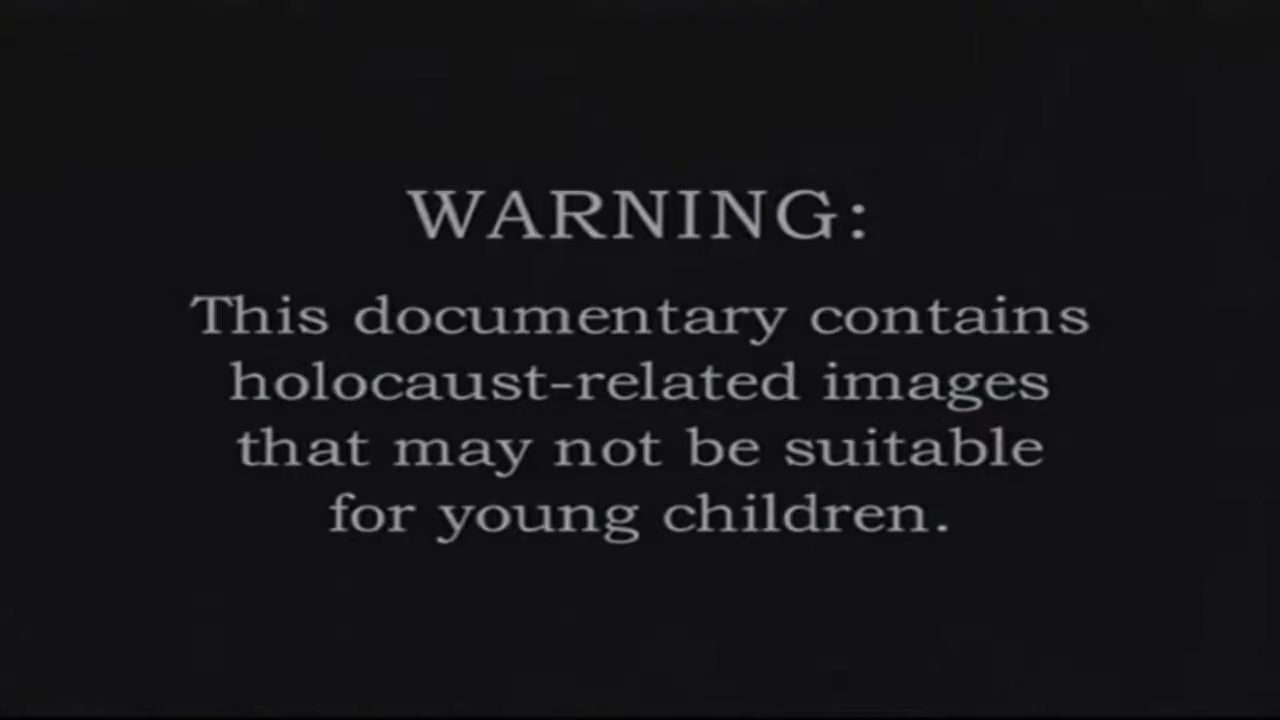 WARNING:
This documentary contains
holocaust-related images
that may not be suitable
for young children.